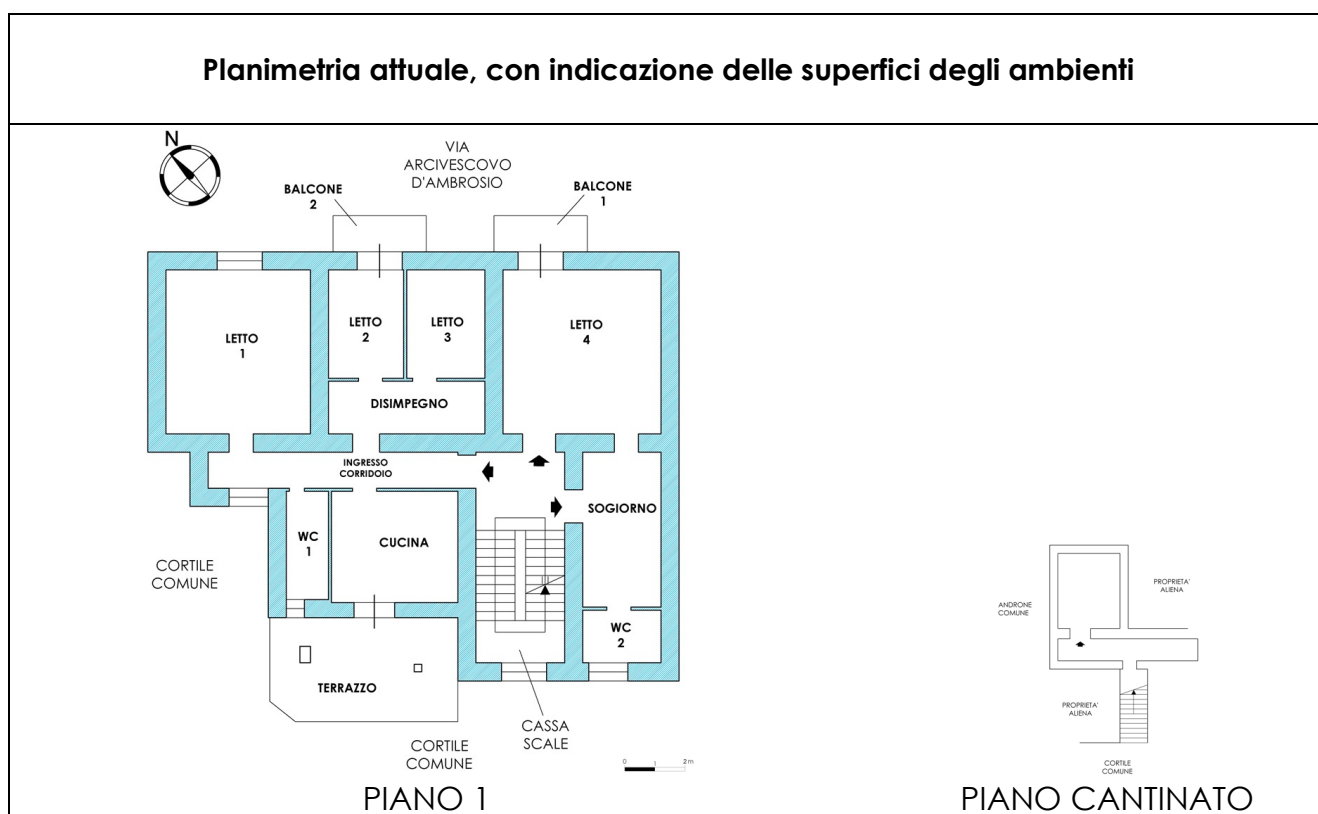 Planimetria attuale, con indicazione delle superfici degli ambienti
N
VIA
ARCIVESCOVO
D'AMBROSIO
BALCONE
2
BALCONE
1
LETTO
1
LETTO
2
LETTO
3
LETTO
4
DISIMPEGNO
INGRESSO
CORRIDOIO
SOGIORNO
WC
1
CUCINA
CORTILE
COMUNE
WC
2
TERRAZZO
CASSA
SCALE
CORTILE
COMUNE
0 1 2m
PIANO 1
PROPRIETA'
ALIENA
ANDRONE
COMUNE
PROPRIETA'
ALIENA
CORTILE
COMUNE
PIANO CANTINATO